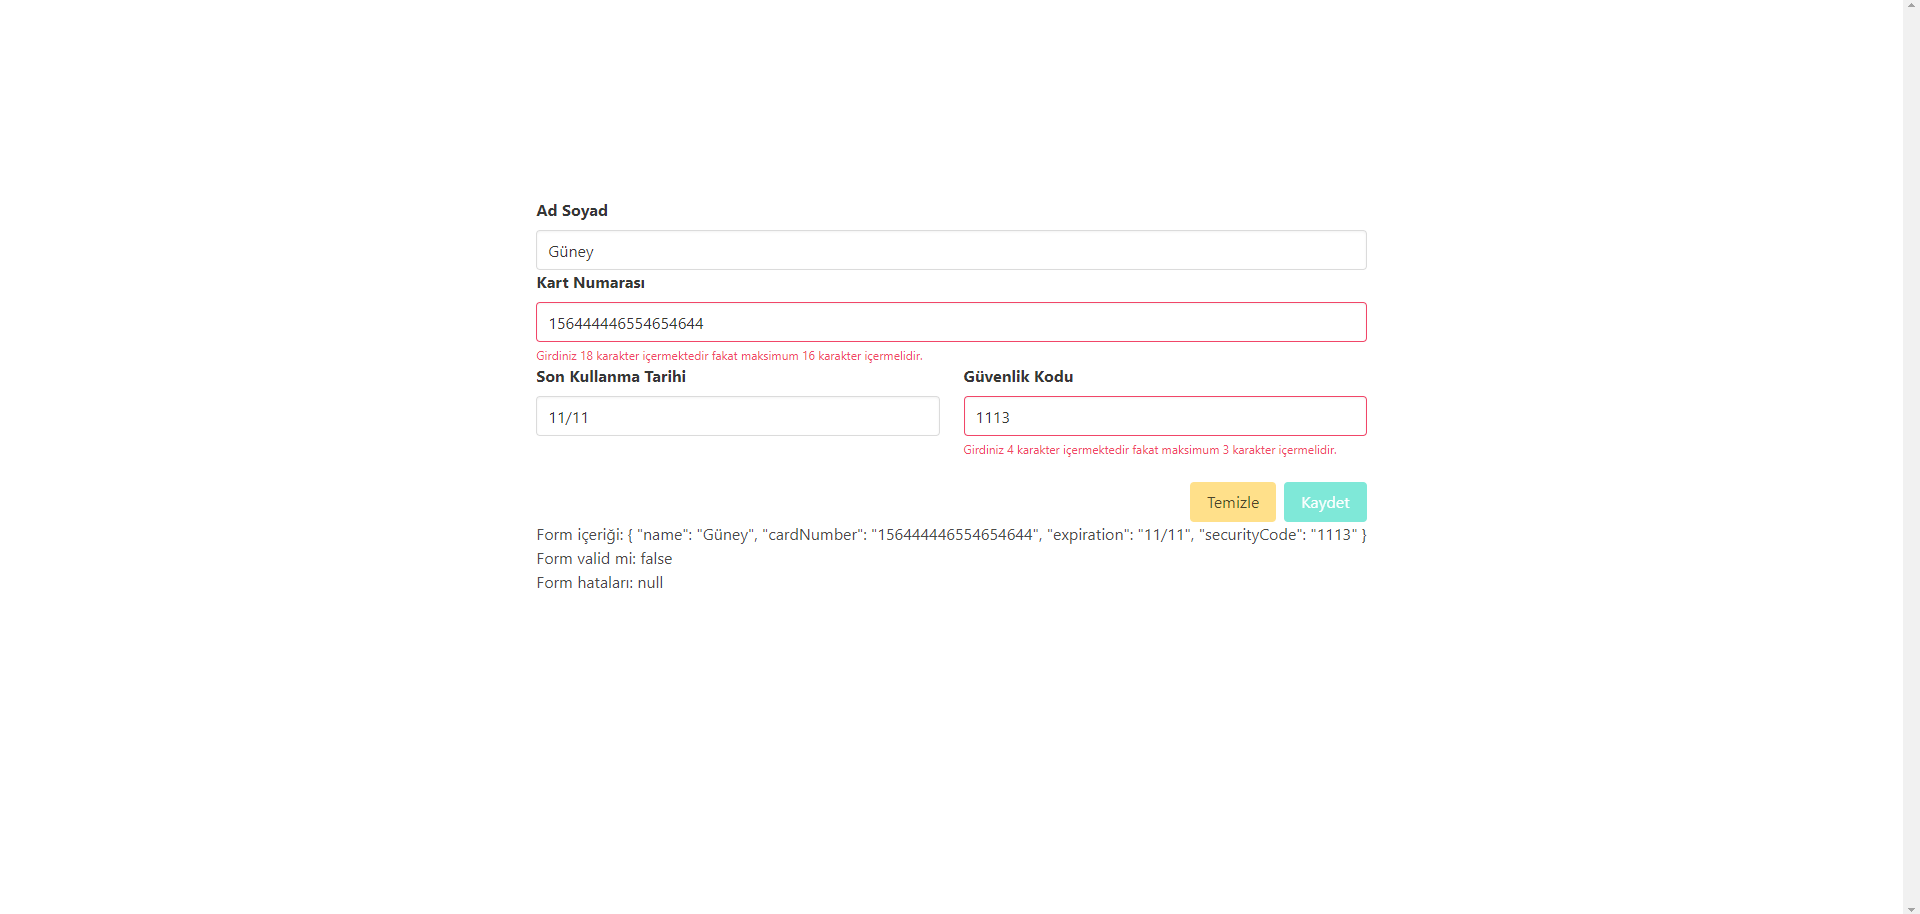 Ad Soyad
Güney
Kart Numarası
156444446554654644
Girdiniz 18 karakter içermektedir fakat maksimum 16 karakter içermelidir.
Son Kullanma Tarihi
Güvenlik Kodu
11/11
1113
Girdiniz 4 karakter içermektedir fakat maksimum 3 karakter içermelidir.
Temizle
Kaydet
Form içeriği: { "name": "Güney", "cardNumber": "156444446554654644", "expiration": "11/11", "securityCode": "1113" }
Form valid mi: false
Form hataları: null